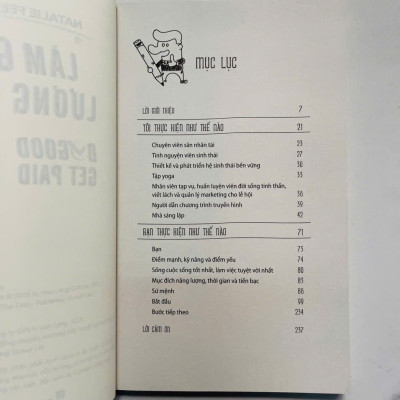 NATALIE
LÀM
LƯƠNG
GOOD
GET PAID
MỤC LỤC
LỜI GIỚI THIỆU 7
TÔI THỰC HIỆN NHƯ THẾ NÀO 21
Chuyên viên săn nhân tài 23
Tình nguyện viên sinh thái 27
Thiết kế và phát triển hệ sinh thái bền vững 30
Tập yoga 33
Nhân viên tạp vụ, huấn luyện viên đời sống tinh thần,
viết lách và quản lý marketing cho lễ hội 36
Người dẫn chương trình truyền hình 39
Nhà sáng lập 42
BẠN THỰC HIỆN NHƯ THẾ NÀO 71
Bạn 73
Điểm mạnh, kỹ năng và điểm yếu 74
Sống cuộc sống tốt nhất, làm việc tuyệt vời nhất 80
Mục đích năng lượng, thời gian và tiền bạc 83
Sứ mệnh 86
Bắt đầu 99
Bước tiếp theo 234
LỜI CẢM ƠN 237